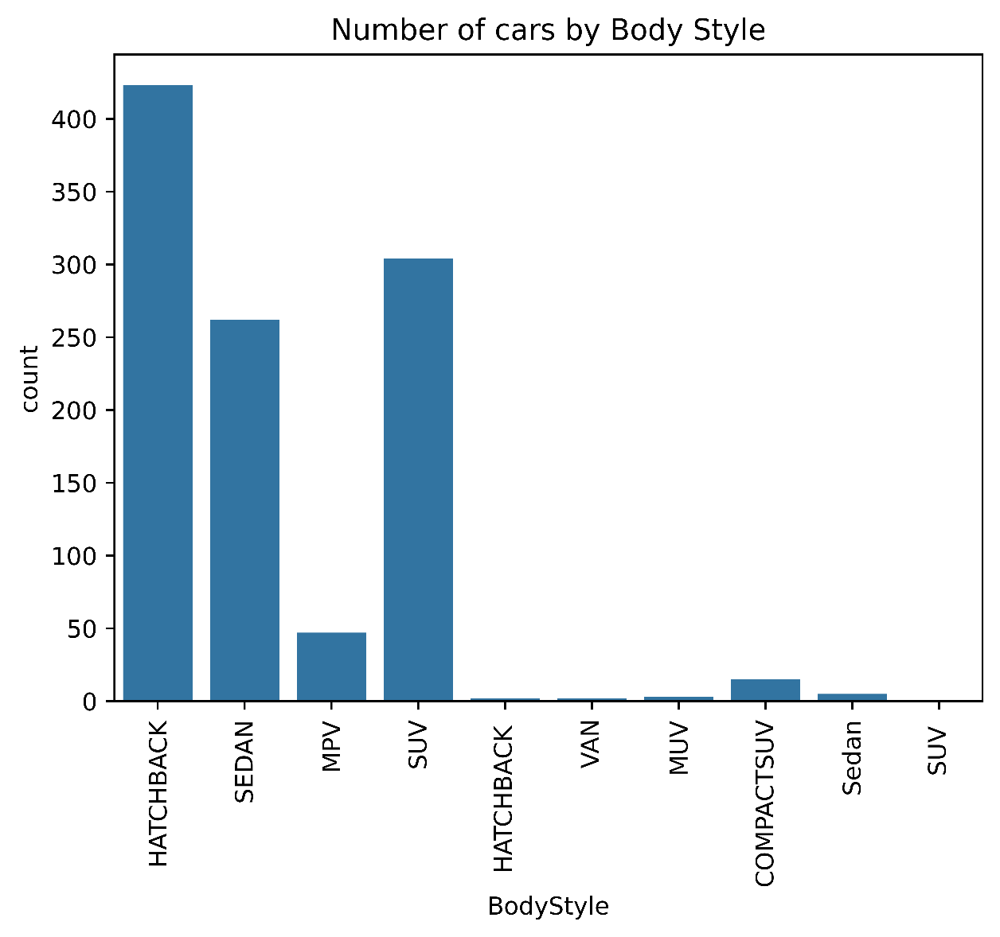 Number of cars by Body Style
400
350
300
250
200
150
100
50
0
count
HATCHBACK
SEDAN
MPV
SUV
HATCHBACK
VAN
MUV
COMPACTSUV
Sedan
SUV
BodyStyle